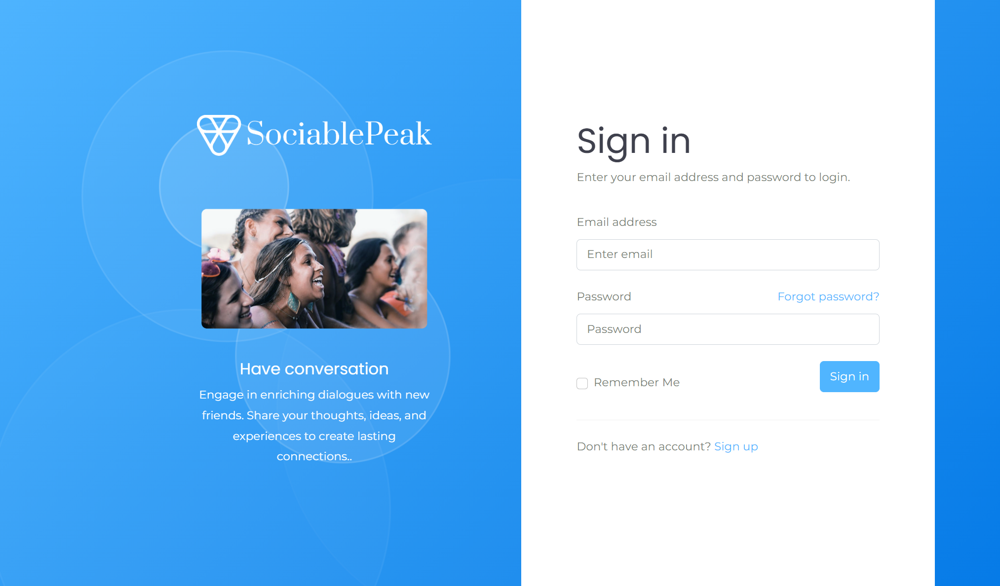 SociablePeak
Have conversation
Engage in enriching dialogues with new
friends. Share your thoughts, ideas, and
experiences to create lasting
connections..
Sign in
Enter your email address and password to login.
Email address
Enter email
Password
Forgot password?
Password
Remember Me
Sign in
Don't have an account? Sign up